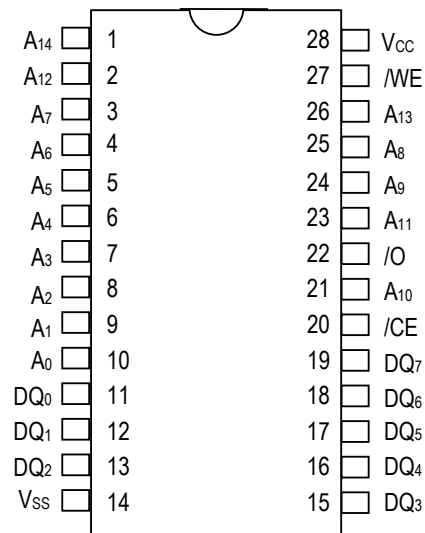 A14 1 28 VCC
A12 2 27 /WE
A7 3 26 A13
A6 4 25 A8
A5 5 24 A9
A4 6 23 A11
A3 7 22 /O
A2 8 21 A10
A1 9 20 /CE
A0 10 19 DQ7
DQ0 11 18 DQ6
DQ1 12 17 DQ5
DQ2 13 16 DQ4
VSS 14 15 DQ3